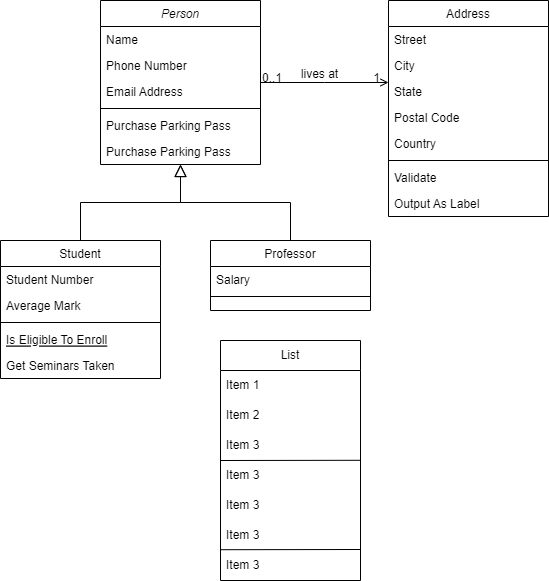 Person
Name
Phone Number
Email Address
Purchase Parking Pass
Purchase Parking Pass
0..1
lives at
1
Address
Street
City
State
Postal Code
Country
Validate
Output As Label
Student
Student Number
Average Mark
Is Eligible To Enroll
Get Seminars Taken
Professor
Salary
List
Item 1
Item 2
Item 3
Item 3
Item 3
Item 3
Item 3